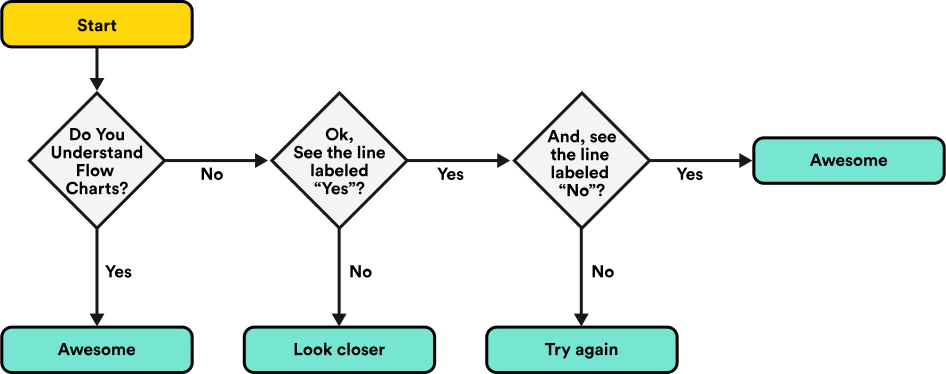 Start
Do You
Understand
Flow
Charts?
No
Ok,
See the line
labeled
“Yes”?
Yes
And, see
the line
labeled
“No”?
Yes
Awesome
Yes
No
No
Awesome
Look closer
Try again